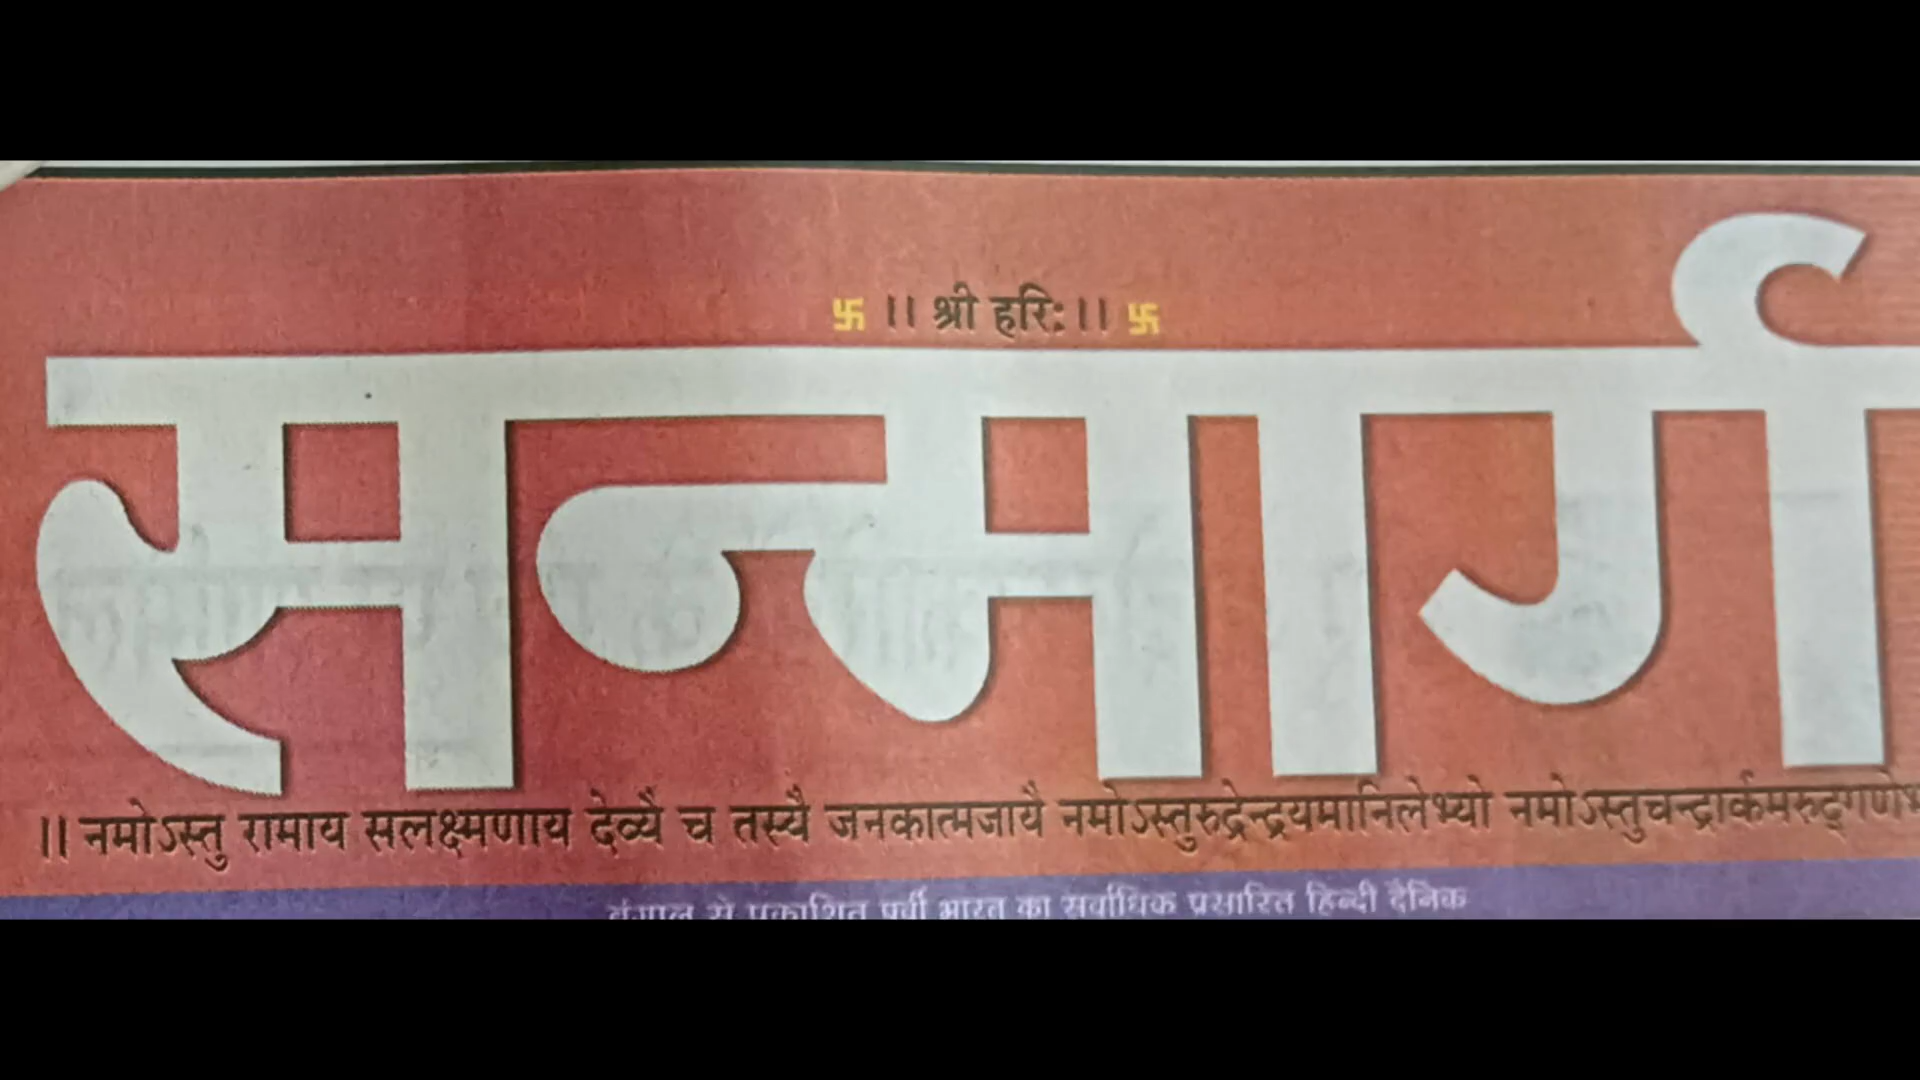 卐 ।। श्री हरिः ।। 卐
सन्मार्ग
।। नमोऽस्तु रामाय सलक्ष्मणाय देव्यै च तस्यै जनकात्मजायै नमोऽस्तुरुद्रेन्द्रयमानिलेभ्यो नमोऽस्तुचन्द्रार्कमरुद्गणेभ
बंगाल से प्रकाशित पूर्वी भारत का सर्वाधिक प्रसारित हिन्दी दैनिक